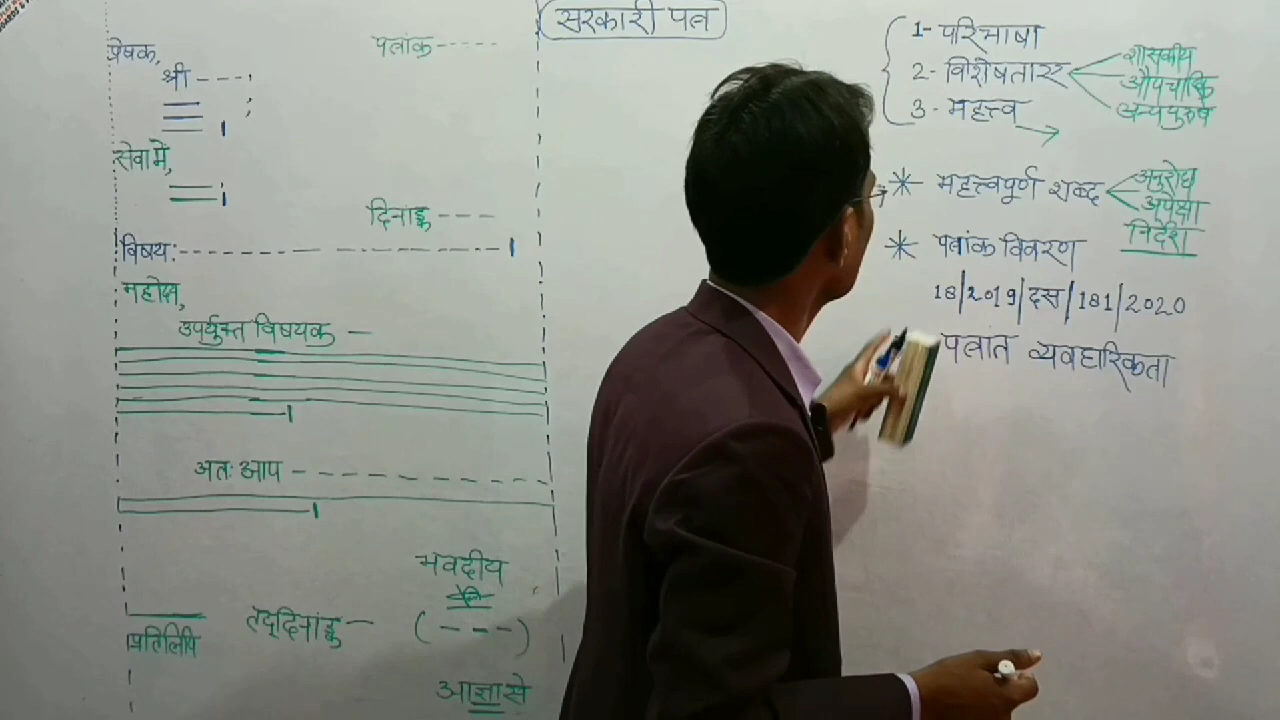 सरकारी पत्र
प्रेषक, पत्रांक-----
श्री ----,
सेवा में,
दिनाङ्क ---
विषय:------------------।
महोदय,
उपर्युक्त विषयक —
अतः आप ----------
भवदीय
तद्दिनांङ्क — (---)
प्रतिलिपि
आज्ञा से
1- परिभाषा
2- विशेषताएं
शासकीय
औपचारिक
अन्यपुरुष
3- महत्त्व
* महत्त्वपूर्ण शब्द
अनुरोध
अपेक्षा
निर्देश
* पत्रांक विवरण
18/2019/दस/181/2020
पत्रांत व्यवहारिकता